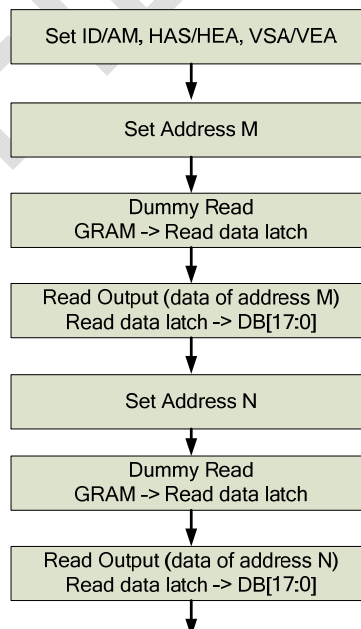 Set ID/AM, HAS/HEA, VSA/VEA
Set Address M
Dummy Read
GRAM -> Read data latch
Read Output (data of address M)
Read data latch -> DB[17:0]
Set Address N
Dummy Read
GRAM -> Read data latch
Read Output (data of address N)
Read data latch -> DB[17:0]